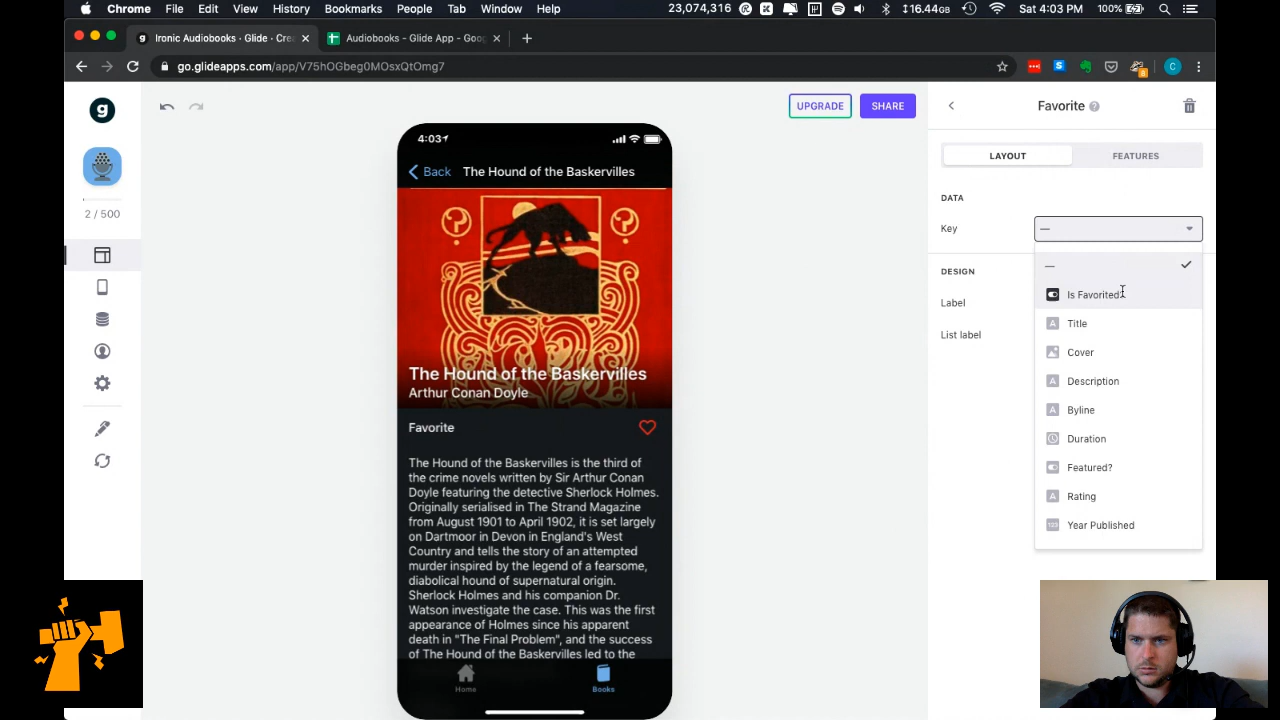 Chrome File Edit View History Bookmarks People Tab Window Help 23,074,316 16.44GB Sat 4:03 PM 100%
Ironic Audiobooks · Glide · Cre
Audiobooks - Glide App - Goog
go.glideapps.com/app/V75hOGbeg0MOsxQtOmg7
C
g
2 / 500
UPGRADE
SHARE
4:03
Back
The Hound of the Baskervilles
The Hound of the Baskervilles
Arthur Conan Doyle
Favorite
The Hound of the Baskervilles is the third of
the crime novels written by Sir Arthur Conan
Doyle featuring the detective Sherlock Holmes.
Originally serialised in The Strand Magazine
from August 1901 to April 1902, it is set largely
on Dartmoor in Devon in England's West
Country and tells the story of an attempted
murder inspired by the legend of a fearsome,
diabolical hound of supernatural origin.
Sherlock Holmes and his companion Dr.
Watson investigate the case. This was the first
appearance of Holmes since his apparent
death in "The Final Problem", and the success
of The Hound of the Baskervilles led to the
Home
Books
Favorite
LAYOUT
FEATURES
DATA
Key
—
DESIGN
Label
List label
—
Is Favorited
Title
Cover
Description
Byline
Duration
Featured?
Rating
Year Published